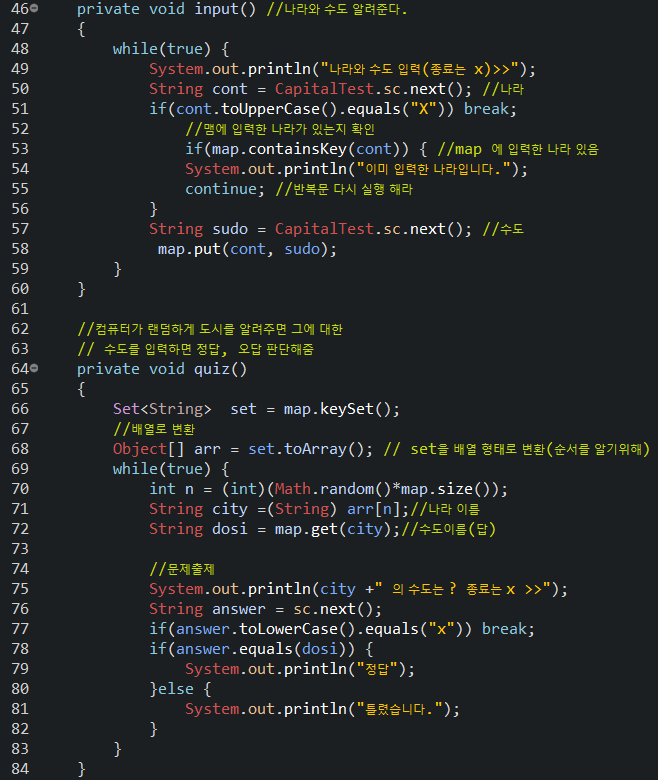 46 private void input() //나라와 수도 알려준다.
47 {
48 while(true) {
49 System.out.println("나라와 수도 입력(종료는 x)>>");
50 String cont = CapitalTest.sc.next(); //나라
51 if(cont.toUpperCase().equals("X")) break;
52 //맵에 입력한 나라가 있는지 확인
53 if(map.containsKey(cont)) { //map 에 입력한 나라 있음
54 System.out.println("이미 입력한 나라입니다.");
55 continue; //반복문 다시 실행 해라
56 }
57 String sudo = CapitalTest.sc.next(); //수도
58 map.put(cont, sudo);
59 }
60 }
61
62 //컴퓨터가 랜덤하게 도시를 알려주면 그에 대한
63 // 수도를 입력하면 정답, 오답 판단해줌
64 private void quiz()
65 {
66 Set<String>  set = map.keySet();
67 //배열로 변환
68 Object[] arr = set.toArray(); // set을 배열 형태로 변환(순서를 알기위해)
69 while(true) {
70 int n = (int)(Math.random()*map.size());
71 String city =(String) arr[n];//나라 이름
72 String dosi = map.get(city);//수도이름(답)
73
74 //문제출제
75 System.out.println(city +" 의 수도는 ? 종료는 x >>");
76 String answer = sc.next();
77 if(answer.toLowerCase().equals("x")) break;
78 if(answer.equals(dosi)) {
79 System.out.println("정답");
80 }else {
81 System.out.println("틀렸습니다.");
82 }
83 }
84 }